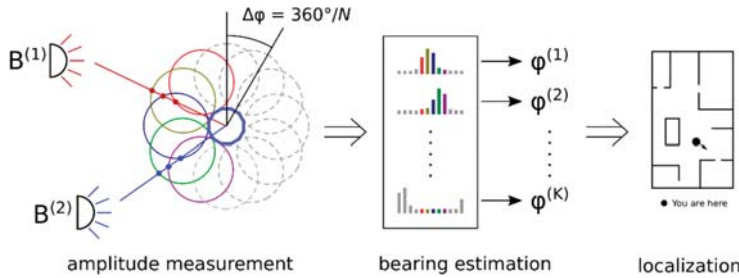 Δφ = 360°/N
B(1)
B(2)
φ(1)
φ(2)
φ(K)
You are here
amplitude measurement
bearing estimation
localization